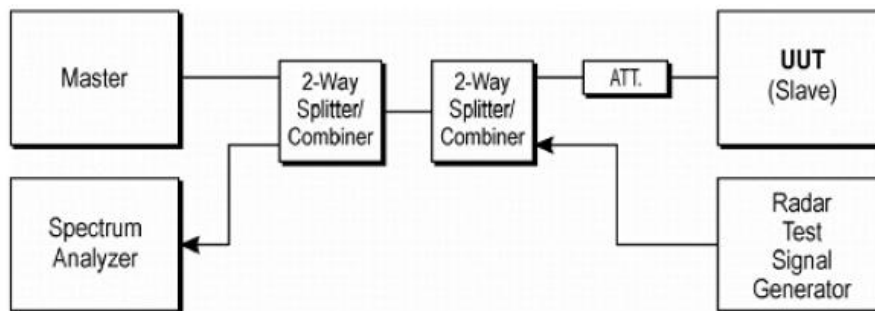 Master
2-Way
Splitter/
Combiner
2-Way
Splitter/
Combiner
ATT.
UUT
(Slave)
Spectrum
Analyzer
Radar
Test
Signal
Generator